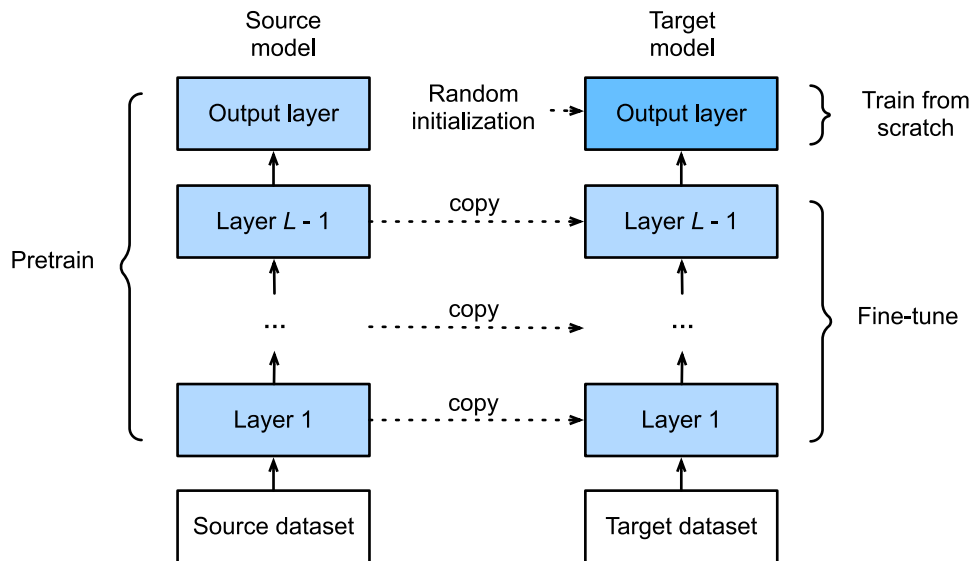 Source
model
Target
model
Output layer
Random
initialization
Output layer
Train from
scratch
Layer L - 1
copy
Layer L - 1
Pretrain
...
copy
...
Fine-tune
Layer 1
copy
Layer 1
Source dataset
Target dataset